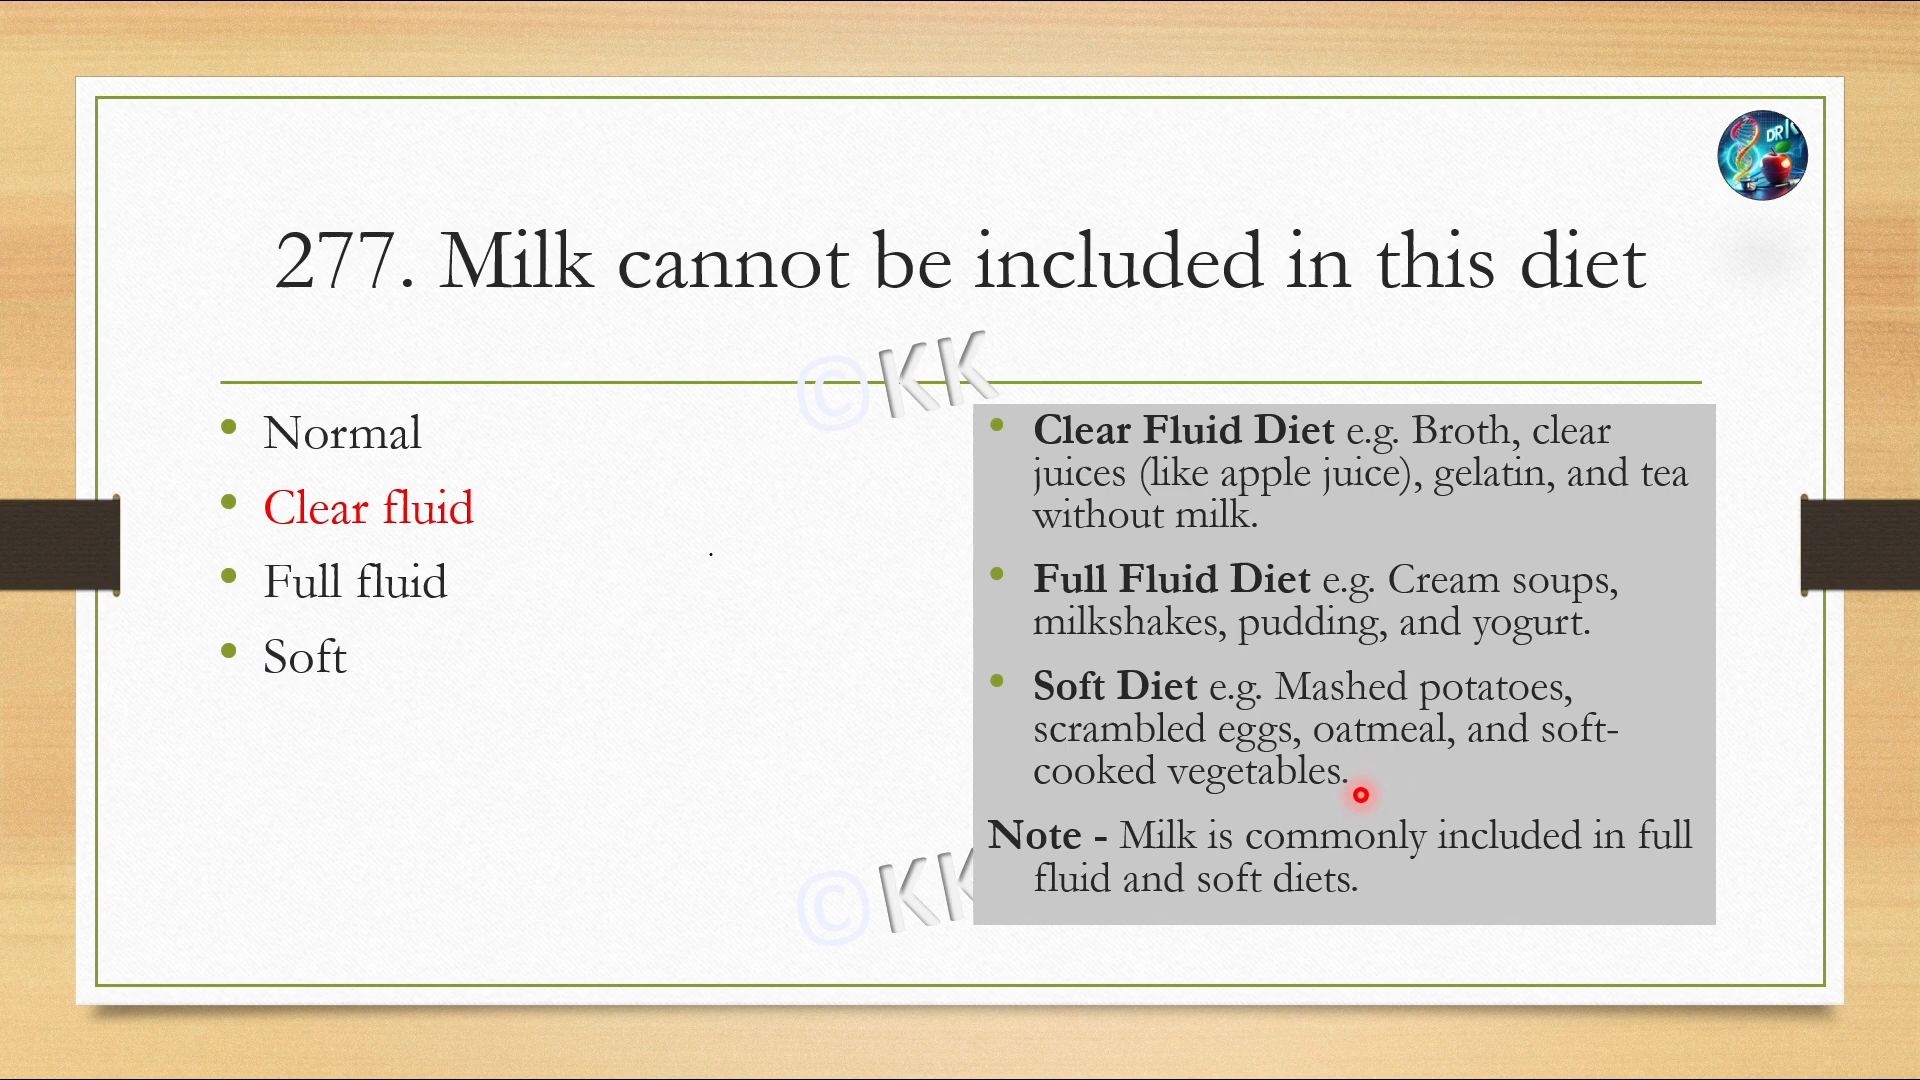 DR K
277. Milk cannot be included in this diet
©KK
• Normal
• Clear fluid
• Full fluid
• Soft
• Clear Fluid Diet e.g. Broth, clear
juices (like apple juice), gelatin, and tea
without milk.
• Full Fluid Diet e.g. Cream soups,
milkshakes, pudding, and yogurt.
• Soft Diet e.g. Mashed potatoes,
scrambled eggs, oatmeal, and soft-
cooked vegetables.
Note - Milk is commonly included in full
fluid and soft diets.
©KK